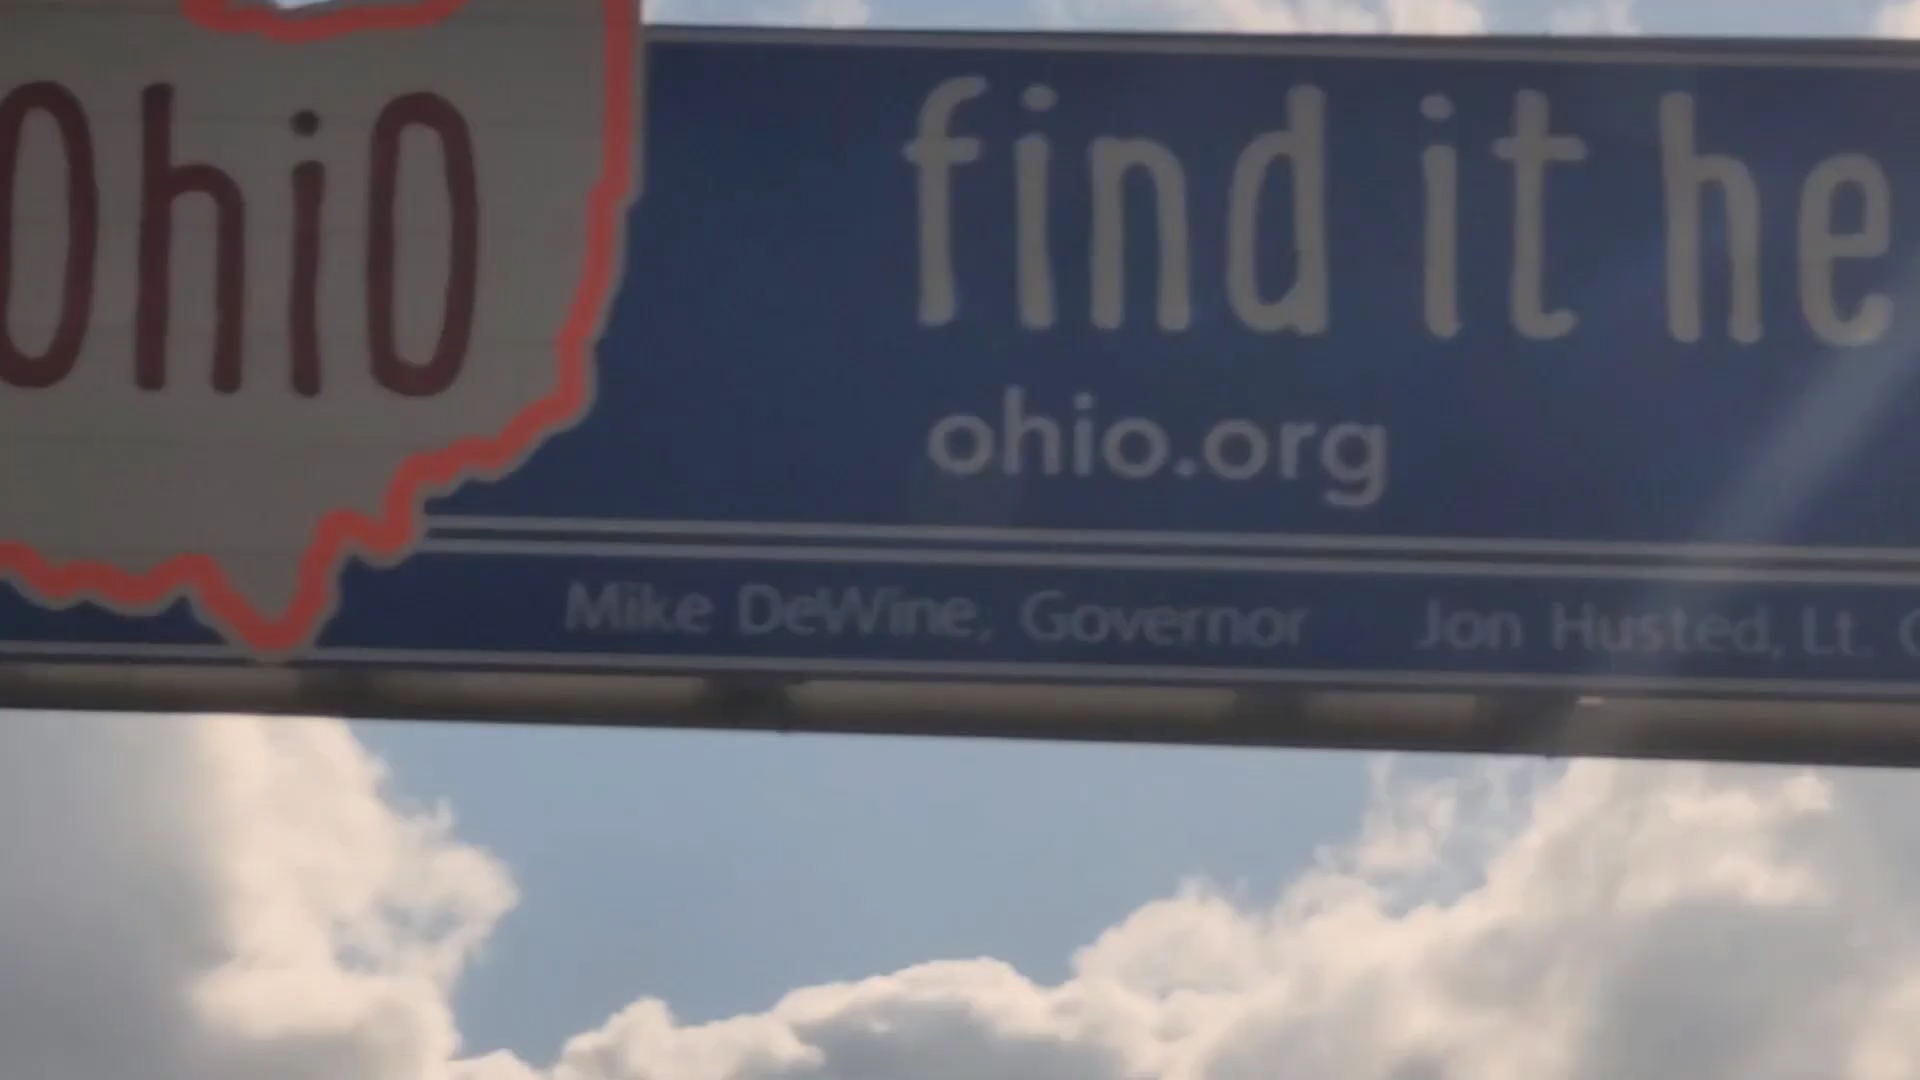 OhiO
find it he
ohio.org
Mike DeWine, Governor Jon Husted, Lt.